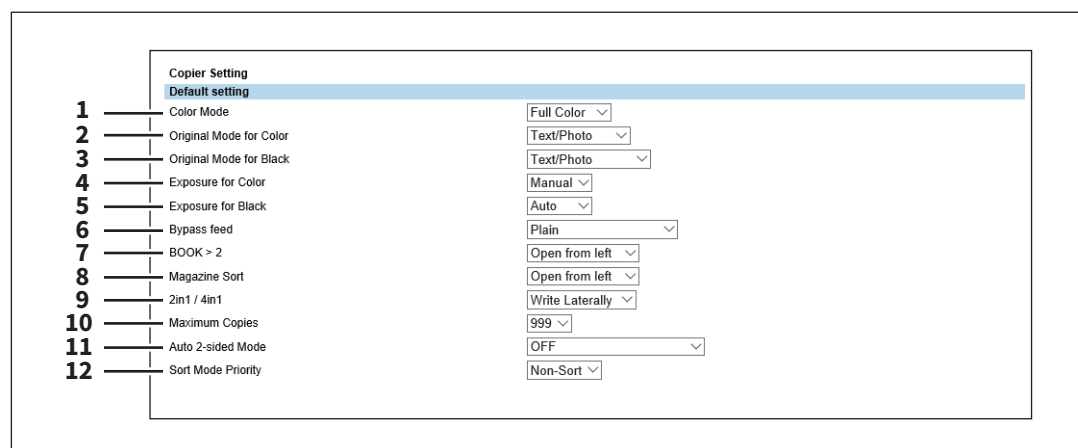 Copier Setting
Default setting
1 Color Mode Full Color
2 Original Mode for Color Text/Photo
3 Original Mode for Black Text/Photo
4 Exposure for Color Manual
5 Exposure for Black Auto
6 Bypass feed Plain
7 BOOK > 2 Open from left
8 Magazine Sort Open from left
9 2in1 / 4in1 Write Laterally
10 Maximum Copies 999
11 Auto 2-sided Mode OFF
12 Sort Mode Priority Non-Sort